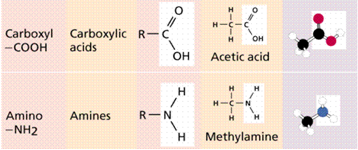 Carboxyl
–COOH
Carboxylic
acids
R – C
O
OH
H
H – C – C
H
O
OH
Acetic acid
Amino
–NH2
Amines
R – N
H
H
H
H – C – N
H
H
H
Methylamine